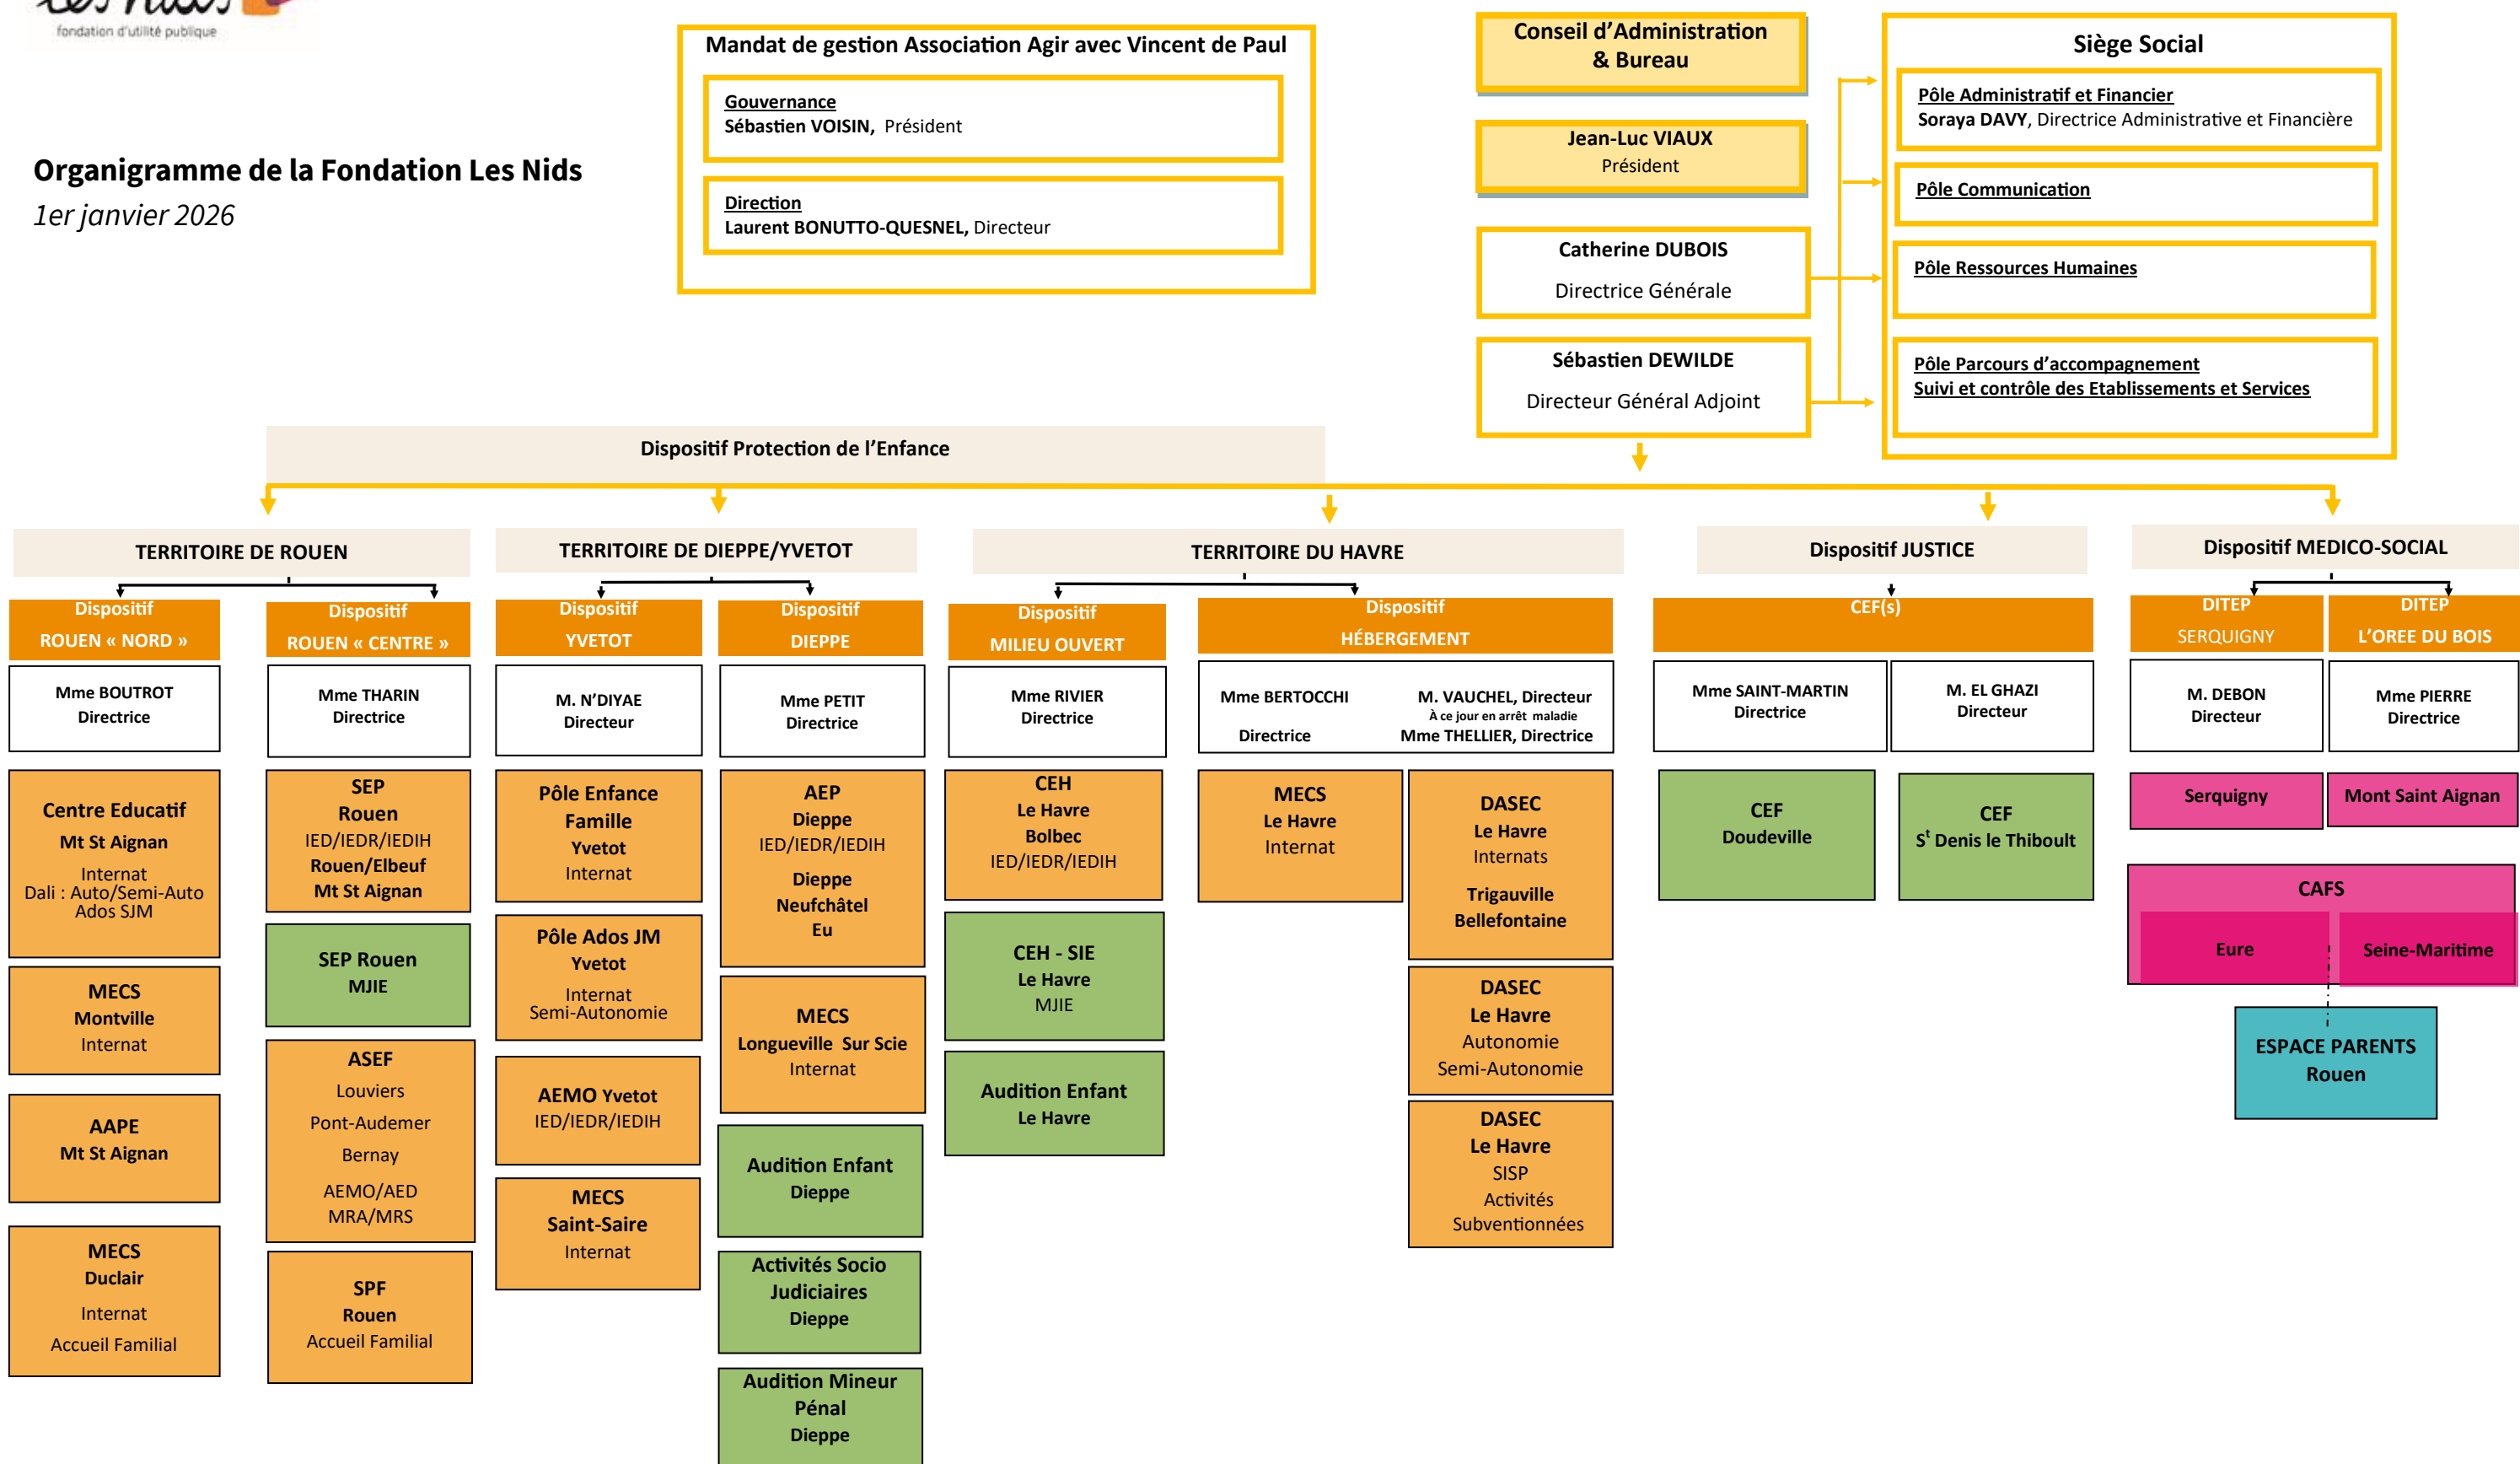 Les Nids
fondation d'utilité publique
Organigramme de la Fondation Les Nids
1er janvier 2026
Mandat de gestion Association Agir avec Vincent de Paul
Gouvernance
Sébastien VOISIN, Président
Direction
Laurent BONUTTO-QUESNEL, Directeur
Conseil d'Administration
& Bureau
Jean-Luc VIAUX
Président
Catherine DUBOIS
Directrice Générale
Sébastien DEWILDE
Directeur Général Adjoint
Siège Social
Pôle Administratif et Financier
Soraya DAVY, Directrice Administrative et Financière
Pôle Communication
Pôle Ressources Humaines
Pôle Parcours d'accompagnement
Suivi et contrôle des Etablissements et Services
Dispositif Protection de l'Enfance
TERRITOIRE DE ROUEN
Dispositif
ROUEN « NORD »
Mme BOUTROT
Directrice
Centre Educatif
Mt St Aignan
Internat
Dali : Auto/Semi-Auto
Ados SJM
MECS
Montville
Internat
AAPE
Mt St Aignan
MECS
Duclair
Internat
Accueil Familial
Dispositif
ROUEN « CENTRE »
Mme THARIN
Directrice
SEP
Rouen
IED/IEDR/IEDIH
Rouen/Elbeuf
Mt St Aignan
SEP Rouen
MJIE
ASEF
Louviers
Pont-Audemer
Bernay
AEMO/AED
MRA/MRS
SPF
Rouen
Accueil Familial
TERRITOIRE DE DIEPPE/YVETOT
Dispositif
YVETOT
M. N'DIYAE
Directeur
Pôle Enfance
Famille
Yvetot
Internat
Pôle Ados JM
Yvetot
Internat
Semi-Autonomie
AEMO Yvetot
IED/IEDR/IEDIH
MECS
Saint-Saire
Internat
Dispositif
DIEPPE
Mme PETIT
Directrice
AEP
Dieppe
IED/IEDR/IEDIH
Dieppe
Neufchâtel
Eu
MECS
Longueville Sur Scie
Internat
Audition Enfant
Dieppe
Activités Socio
Judiciaires
Dieppe
Audition Mineur
Pénal
Dieppe
TERRITOIRE DU HAVRE
Dispositif
MILIEU OUVERT
Mme RIVIER
Directrice
CEH
Le Havre
Bolbec
IED/IEDR/IEDIH
CEH - SIE
Le Havre
MJIE
Audition Enfant
Le Havre
Dispositif
HÉBERGEMENT
Mme BERTOCCHI
Directrice
M. VAUCHEL, Directeur
À ce jour en arrêt maladie
Mme THELLIER, Directrice
MECS
Le Havre
Internat
DASEC
Le Havre
Internats
Trigauville
Bellefontaine
DASEC
Le Havre
Autonomie
Semi-Autonomie
DASEC
Le Havre
SISP
Activités
Subventionnées
Dispositif JUSTICE
CEF(s)
Mme SAINT-MARTIN
Directrice
M. EL GHAZI
Directeur
CEF
Doudeville
CEF
St Denis le Thiboult
Dispositif MEDICO-SOCIAL
DITEP
SERQUIGNY
M. DEBON
Directeur
Serquigny
DITEP
L'OREE DU BOIS
Mme PIERRE
Directrice
Mont Saint Aignan
CAFS
Eure
Seine-Maritime
ESPACE PARENTS
Rouen